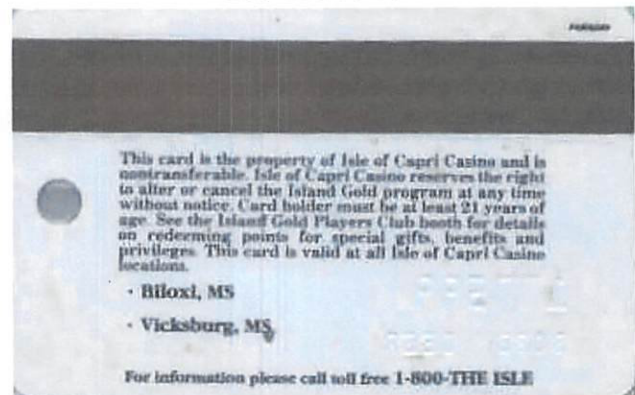 This card is the property of Isle of Capri Casino and is
nontransferable. Isle of Capri Casino reserves the right
to alter or cancel the Island Gold program at any time
without notice. Card holder must be at least 21 years of
age. See the Island Gold Players Club booth for details
on redeeming points for special gifts, benefits and
privileges. This card is valid at all Isle of Capri Casino
locations.
· Biloxi, MS
· Vicksburg, MS
For information please call toll free 1-800-THE ISLE